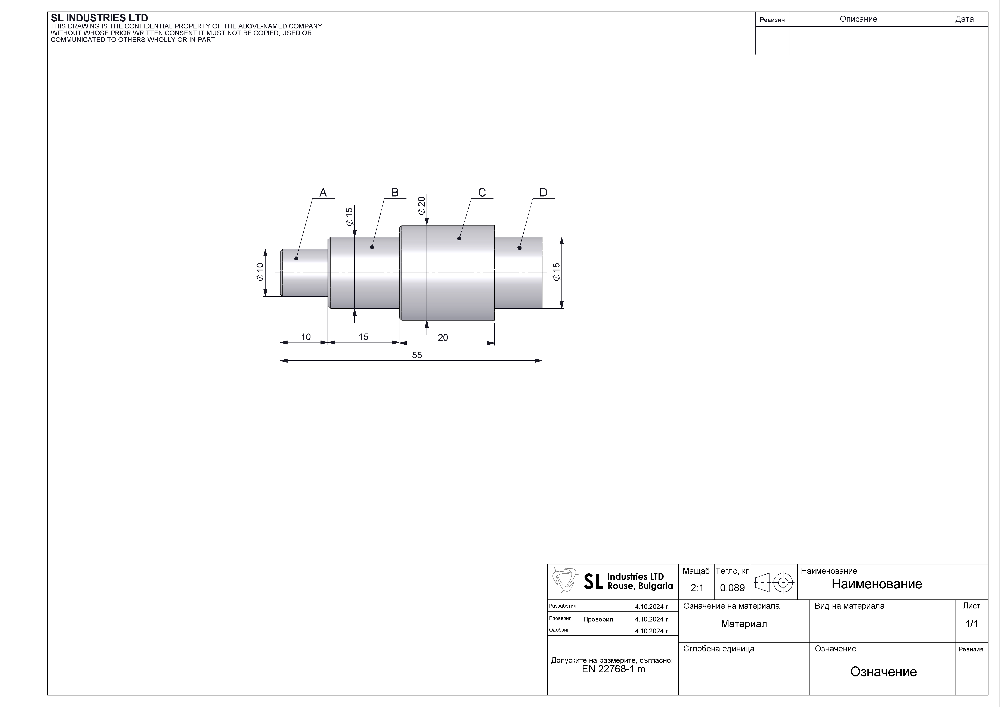 SL INDUSTRIES LTD
THIS DRAWING IS THE CONFIDENTIAL PROPERTY OF THE ABOVE-NAMED COMPANY
WITHOUT WHOSE PRIOR WRITTEN CONSENT IT MUST NOT BE COPIED, USED OR
COMMUNICATED TO OTHERS WHOLLY OR IN PART.
Ревизия Описание Дата
A B C D
⌀15
⌀20
⌀10
⌀15
10 15 20
55
SL Industries LTD
Rouse, Bulgaria
Мащаб
2:1
Тегло, кг
0.089
Наименование
Наименование
Разработил 4.10.2024 г.
Проверил Проверил 4.10.2024 г.
Одобрил 4.10.2024 г.
Означение на материала
Материал
Вид на материала
Лист
1/1
Допуските на размерите, съгласно:
EN 22768-1 m
Сглобена единица
Означение
Означение
Ревизия